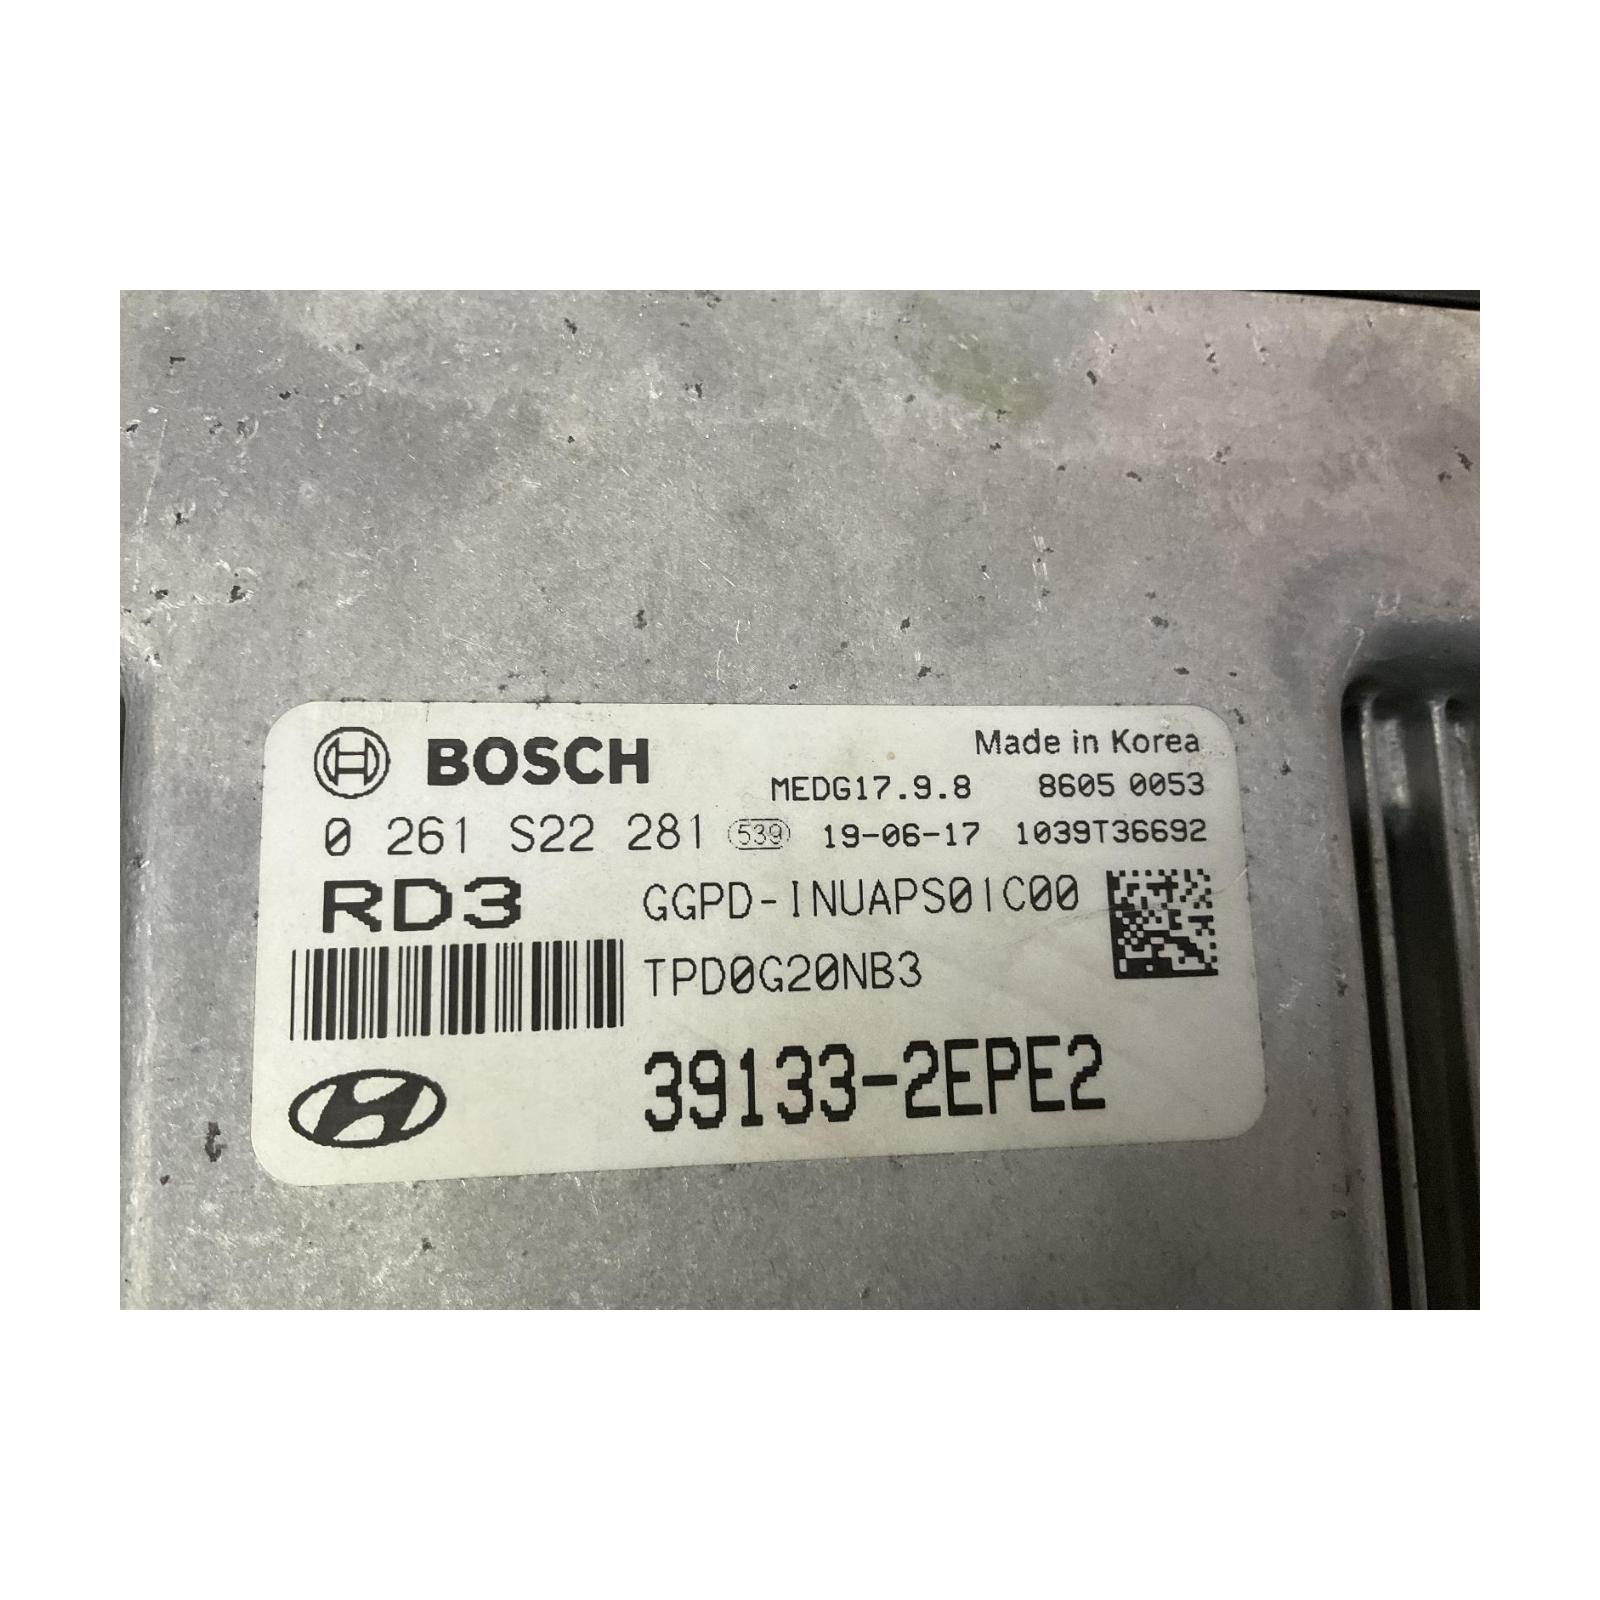 BOSCH
Made in Korea
MEDG17.9.8 8605 0053
0 261 S22 281 539 19-06-17 1039T36692
RD3 GGPD-INUAPS0IC00
TPD0G20NB3
39133-2EPE2